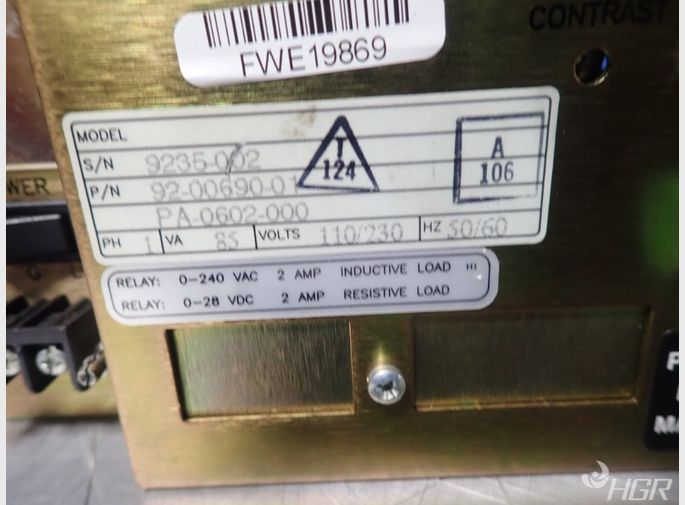 CONTRAST
FWE19869
MODEL
S/N 9235-002
P/N 92-00690-01
PA-0602-000
PH 1 VA 85 VOLTS 110/230 HZ 50/60
T
124
A
106
RELAY: 0-240 VAC 2 AMP INDUCTIVE LOAD
RELAY: 0-28 VDC 2 AMP RESISTIVE LOAD
HGR